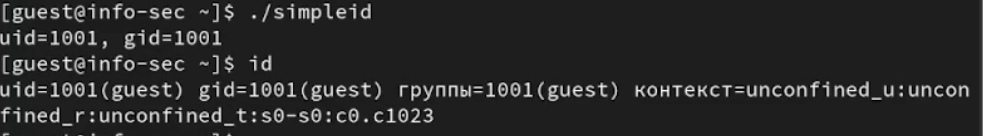 [guest@info-sec ~]$ ./simpleid
uid=1001, gid=1001
[guest@info-sec ~]$ id
uid=1001(guest) gid=1001(guest) группы=1001(guest) контекст=unconfined_u:uncon
fined_r:unconfined_t:s0-s0:c0.c1023